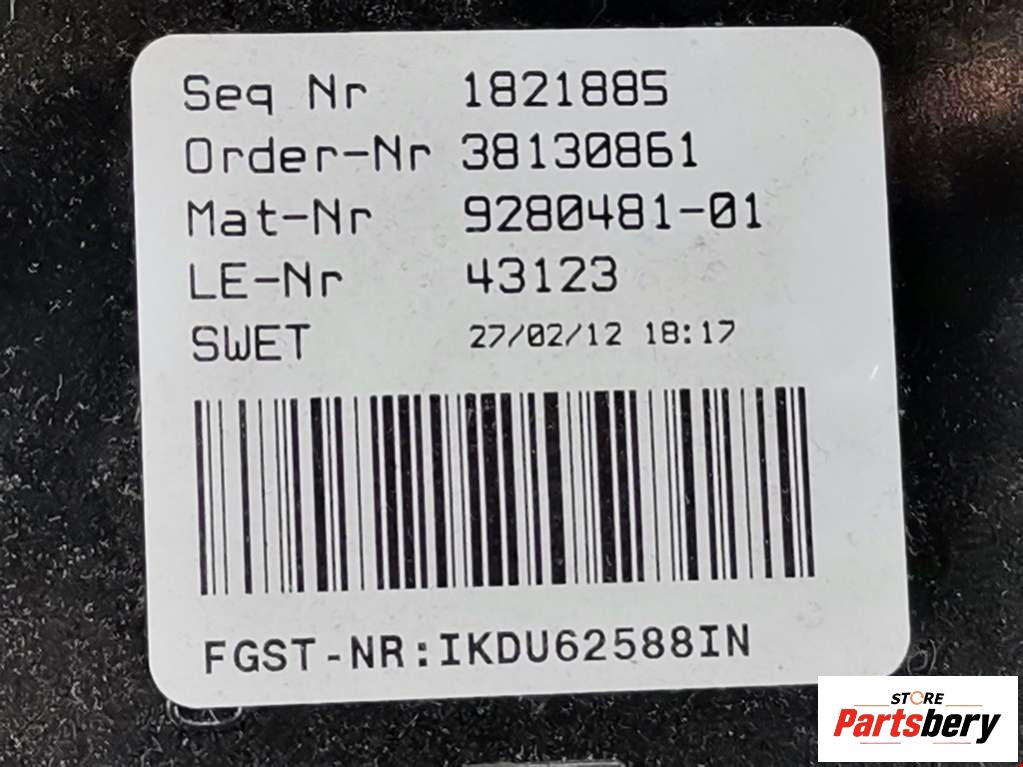 Seq Nr 1821885
Order-Nr 38130861
Mat-Nr 9280481-01
LE-Nr 43123
SWET 27/02/12 18:17
FGST-NR:IKDU62588IN
STORE
Partsbery